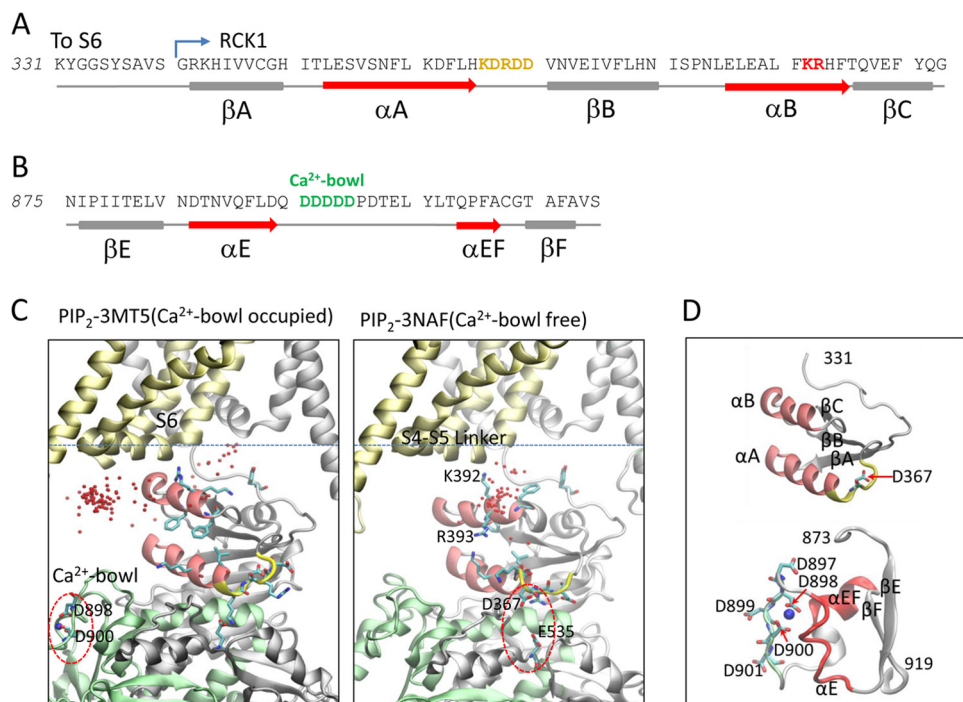 A
To S6 RCK1
331 KYGGSYSAVS GRKHIVVCGH ITLESVSNFL KDFLHKDRDD VNVEIVFLHN ISPNLELEAL FKRHFTQVEF YQG
βA αA βB αB βC
B
Ca²⁺-bowl
875 NIPIITELVN NDTNVQFLDQ DDDDDPDTEL YLTQPFACGT AFAVS
βE αE αEF βF
C
PIP₂-3MT5(Ca²⁺-bowl occupied)
S6
Ca²⁺-bowl
D898
D900
PIP₂-3NAF(Ca²⁺-bowl free)
S4-S5 Linker
K392
R393
D367
E535
D
331
αB
βC
βB
αA
βA
D367
873
D897
D898
βE
αEF
D899
βF
D900
D901
919
αE